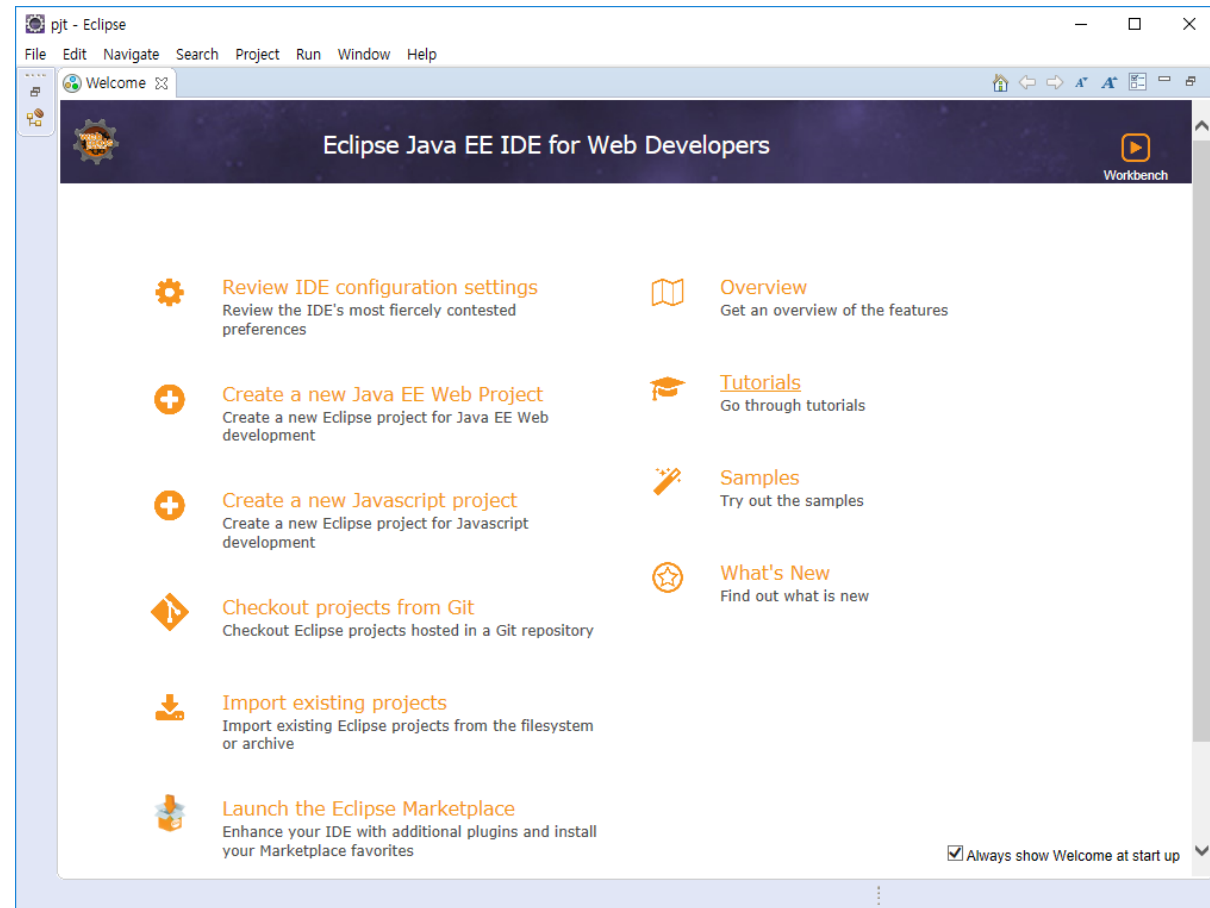 pjt - Eclipse
File Edit Navigate Search Project Run Window Help
Welcome
Eclipse Java EE IDE for Web Developers
Workbench
Review IDE configuration settings
Review the IDE's most fiercely contested
preferences
Create a new Java EE Web Project
Create a new Eclipse project for Java EE Web
development
Create a new Javascript project
Create a new Eclipse project for Javascript
development
Checkout projects from Git
Checkout Eclipse projects hosted in a Git repository
Import existing projects
Import existing Eclipse projects from the filesystem
or archive
Launch the Eclipse Marketplace
Enhance your IDE with additional plugins and install
your Marketplace favorites
Overview
Get an overview of the features
Tutorials
Go through tutorials
Samples
Try out the samples
What's New
Find out what is new
Always show Welcome at start up